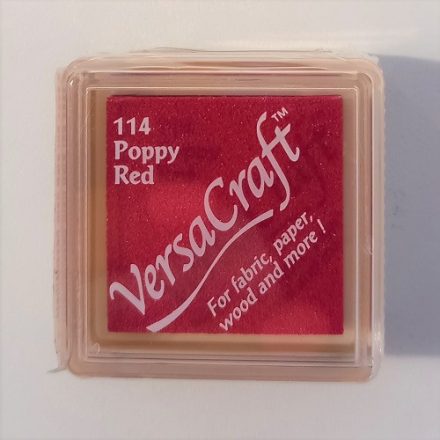 114
Poppy
Red
VersaCraft™
For fabric, paper,
wood and more !